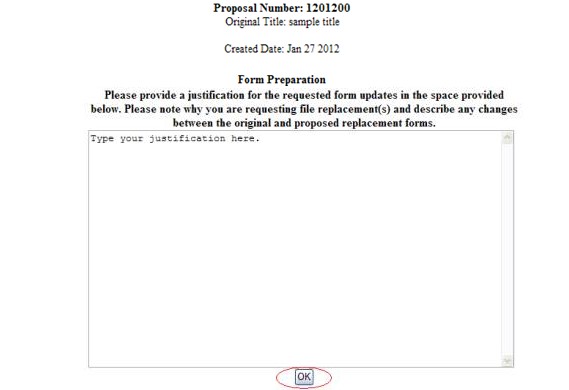 Proposal Number: 1201200
Original Title: sample title
Created Date: Jan 27 2012
Form Preparation
Please provide a justification for the requested form updates in the space provided
below. Please note why you are requesting file replacement(s) and describe any changes
between the original and proposed replacement forms.
Type your justification here.
OK